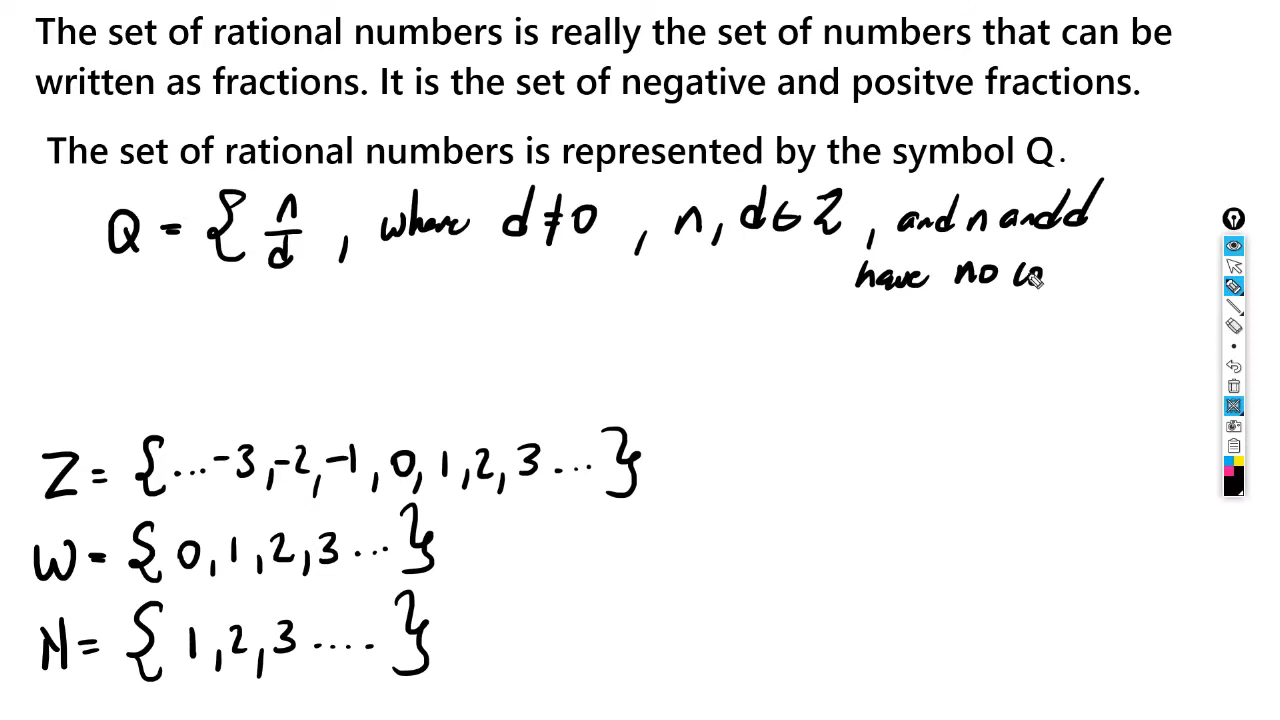 The set of rational numbers is really the set of numbers that can be
written as fractions. It is the set of negative and positve fractions.
The set of rational numbers is represented by the symbol Q.
Q = { n/d , where d ≠ 0 , n, d ∈ Z , and n and d
have no co
Z = {...-3, -2, -1, 0, 1, 2, 3 ... }
W = { 0, 1, 2, 3 ... }
N = { 1, 2, 3 .... }